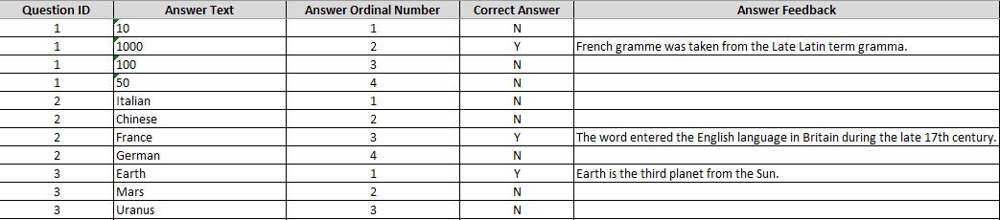 Question ID Answer Text Answer Ordinal Number Correct Answer Answer Feedback
1 10 1 N
1 1000 2 Y French gramme was taken from the Late Latin term gramma.
1 100 3 N
1 50 4 N
2 Italian 1 N
2 Chinese 2 N
2 France 3 Y The word entered the English language in Britain during the late 17th century.
2 German 4 N
3 Earth 1 Y Earth is the third planet from the Sun.
3 Mars 2 N
3 Uranus 3 N